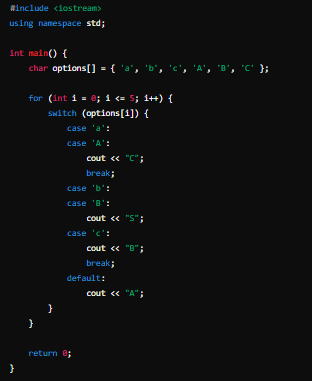 #include <iostream>
using namespace std;
int main() {
char options[] = { 'a', 'b', 'c', 'A', 'B', 'C' };
for (int i = 0; i <= 5; i++) {
switch (options[i]) {
case 'a':
case 'A':
cout << "C";
break;
case 'b':
case 'B':
cout << "S";
case 'c':
cout << "B";
break;
default:
cout << "A";
}
}
return 0;
}